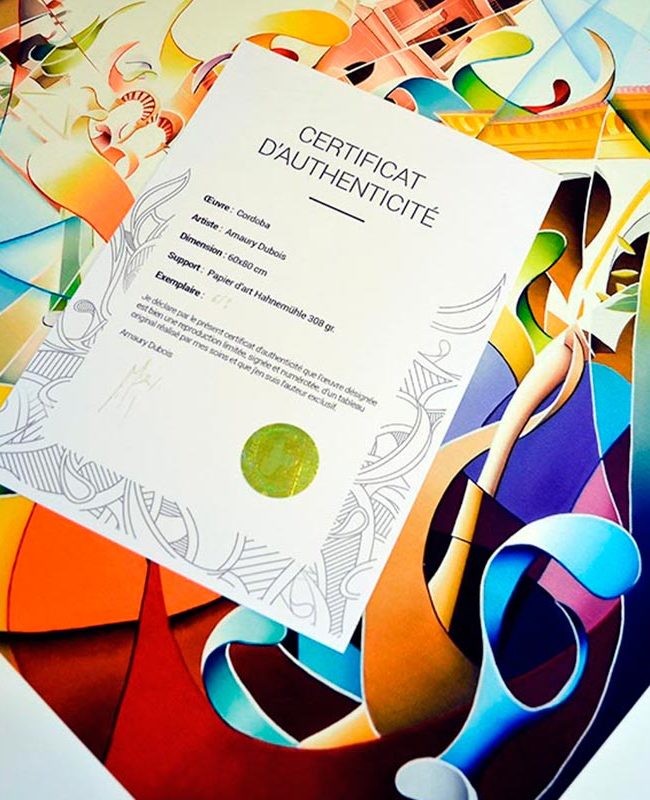 CERTIFICAT
D'AUTHENTICITÉ
Œuvre : Cordoba
Artiste : Amaury Dubois
Dimension : 60x80 cm
Support : Papier d'art Hahnemühle 308 gr.
Exemplaire :
Je déclare par le présent certificat d'authenticité que l'œuvre désignée
est bien une reproduction limitée, signée et numérotée, d'un tableau
original réalisé par mes soins et que j'en suis l'auteur exclusif.
Amaury Dubois